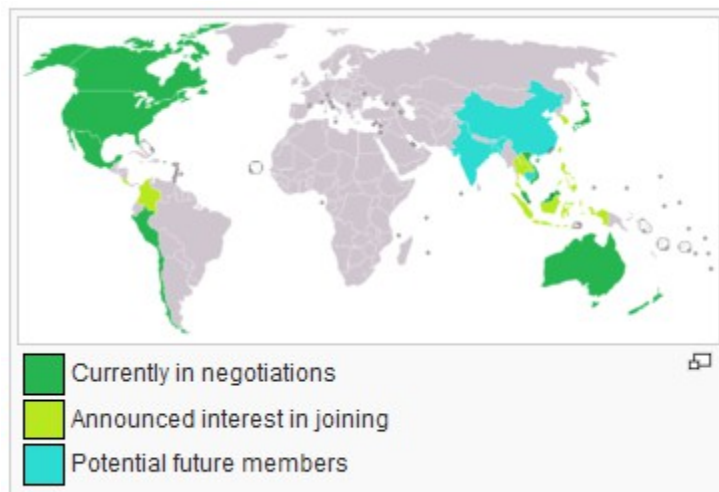 Currently in negotiations
Announced interest in joining
Potential future members